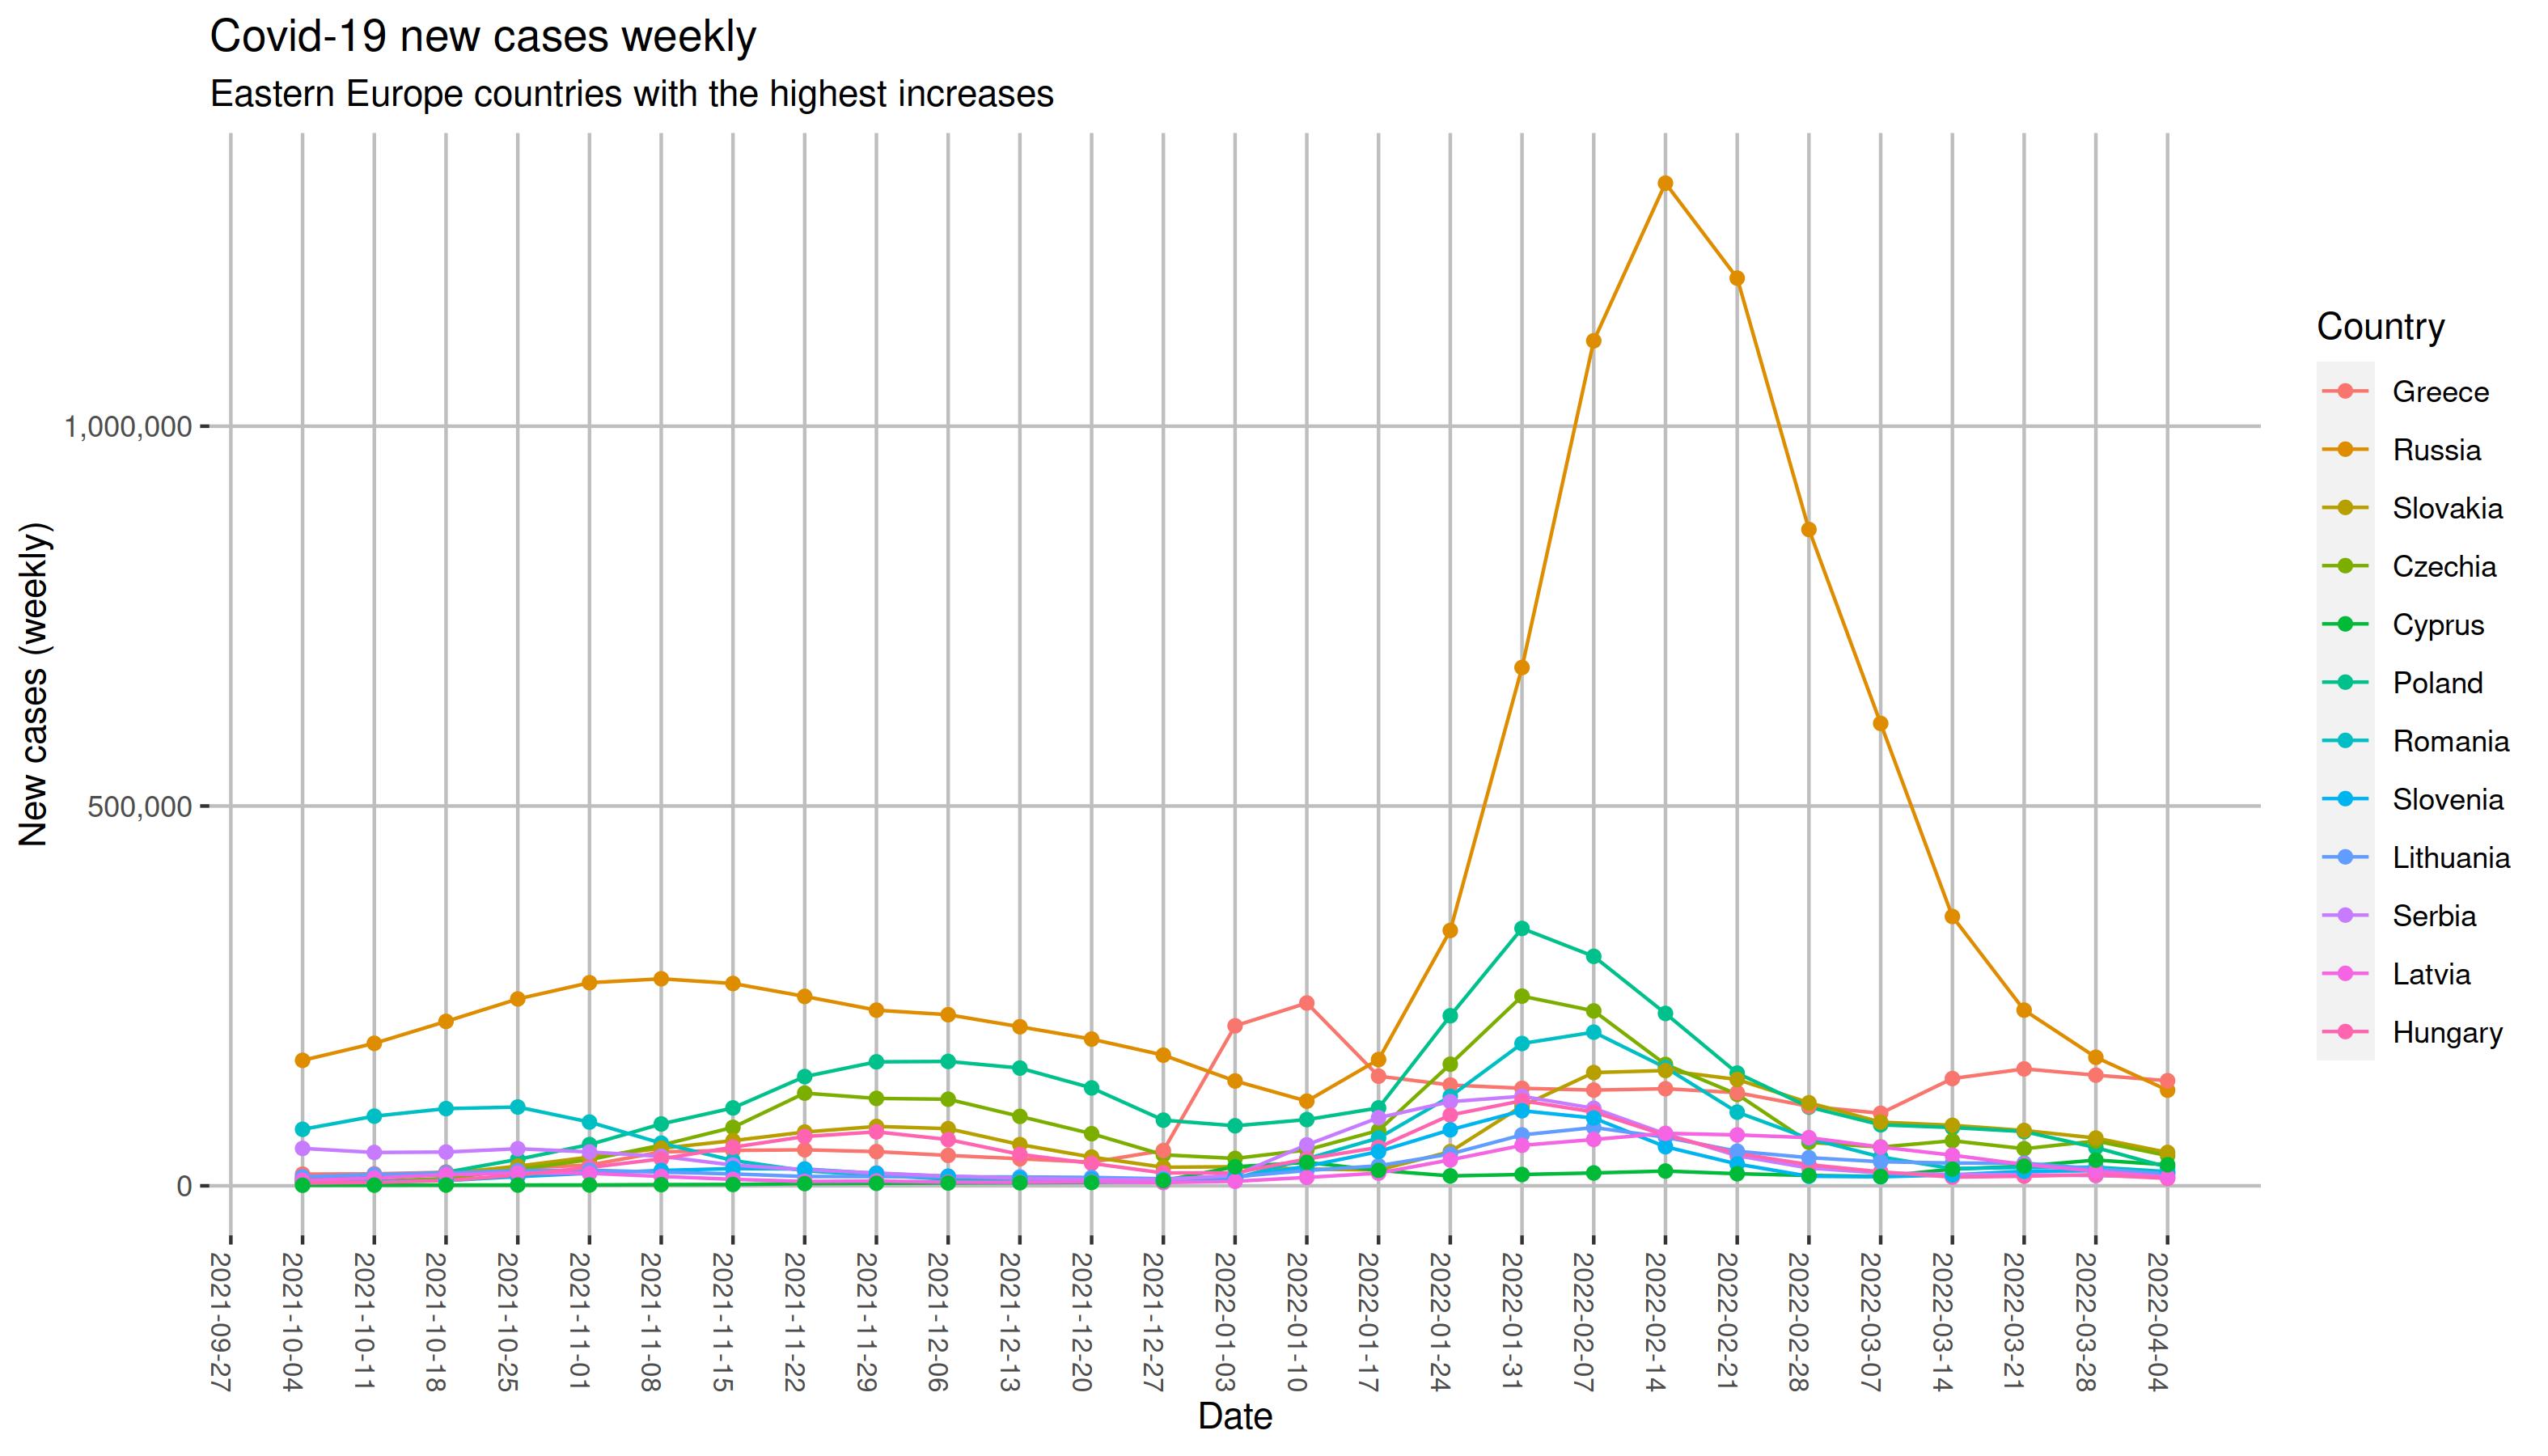 Covid-19 new cases weekly
Eastern Europe countries with the highest increases
New cases (weekly)
1,000,000
500,000
0
2021-09-27
2021-10-04
2021-10-11
2021-10-18
2021-10-25
2021-11-01
2021-11-08
2021-11-15
2021-11-22
2021-11-29
2021-12-06
2021-12-13
2021-12-20
2021-12-27
2022-01-03
2022-01-10
2022-01-17
2022-01-24
2022-01-31
2022-02-07
2022-02-14
2022-02-21
2022-02-28
2022-03-07
2022-03-14
2022-03-21
2022-03-28
2022-04-04
Date
Country
Greece
Russia
Slovakia
Czechia
Cyprus
Poland
Romania
Slovenia
Lithuania
Serbia
Latvia
Hungary